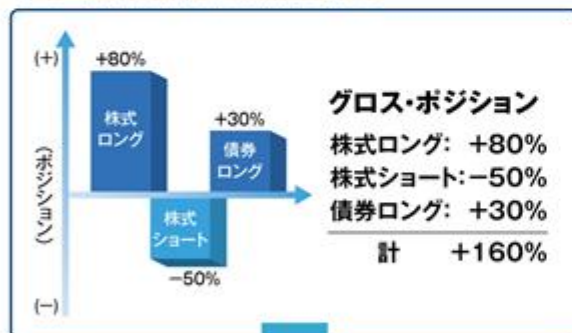 (+)
+80%
株式
ロング
+30%
債券
ロング
(ポジション)
株式
ショート
−50%
(−)
グロス・ポジション
株式ロング: +80%
株式ショート:−50%
債券ロング: +30%
計 +160%